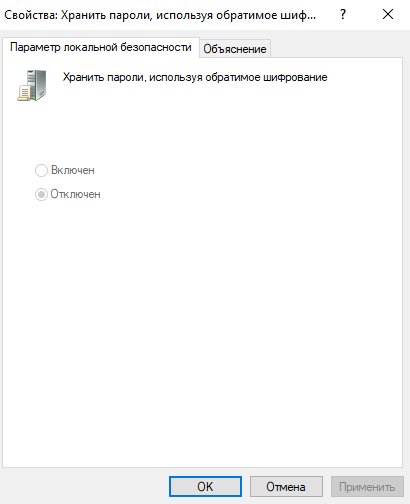 Свойства: Хранить пароли, используя обратимое шиф...
?
Параметр локальной безопасности Объяснение
Хранить пароли, используя обратимое шифрование
Включен
Отключен
OK Отмена Применить